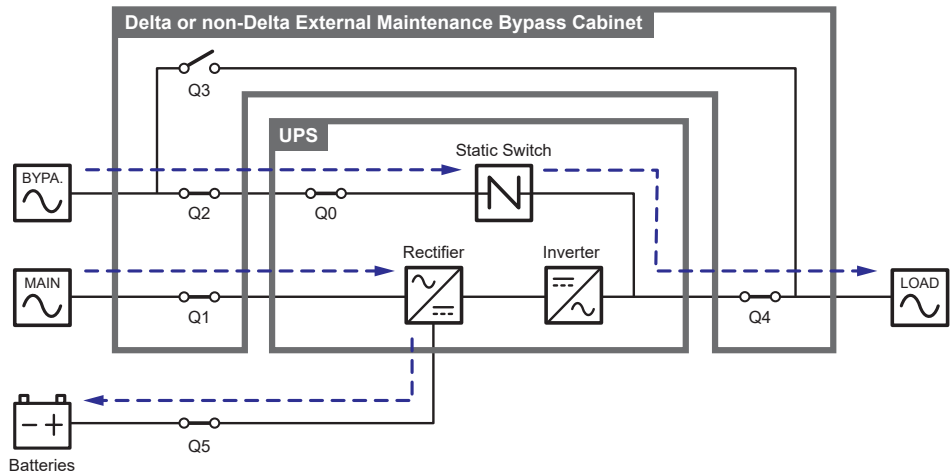 Delta or non-Delta External Maintenance Bypass Cabinet
Q3
UPS
Static Switch
BYPA.
Q2
Q0
Rectifier
Inverter
MAIN
LOAD
Q1
Q4
Q5
Batteries